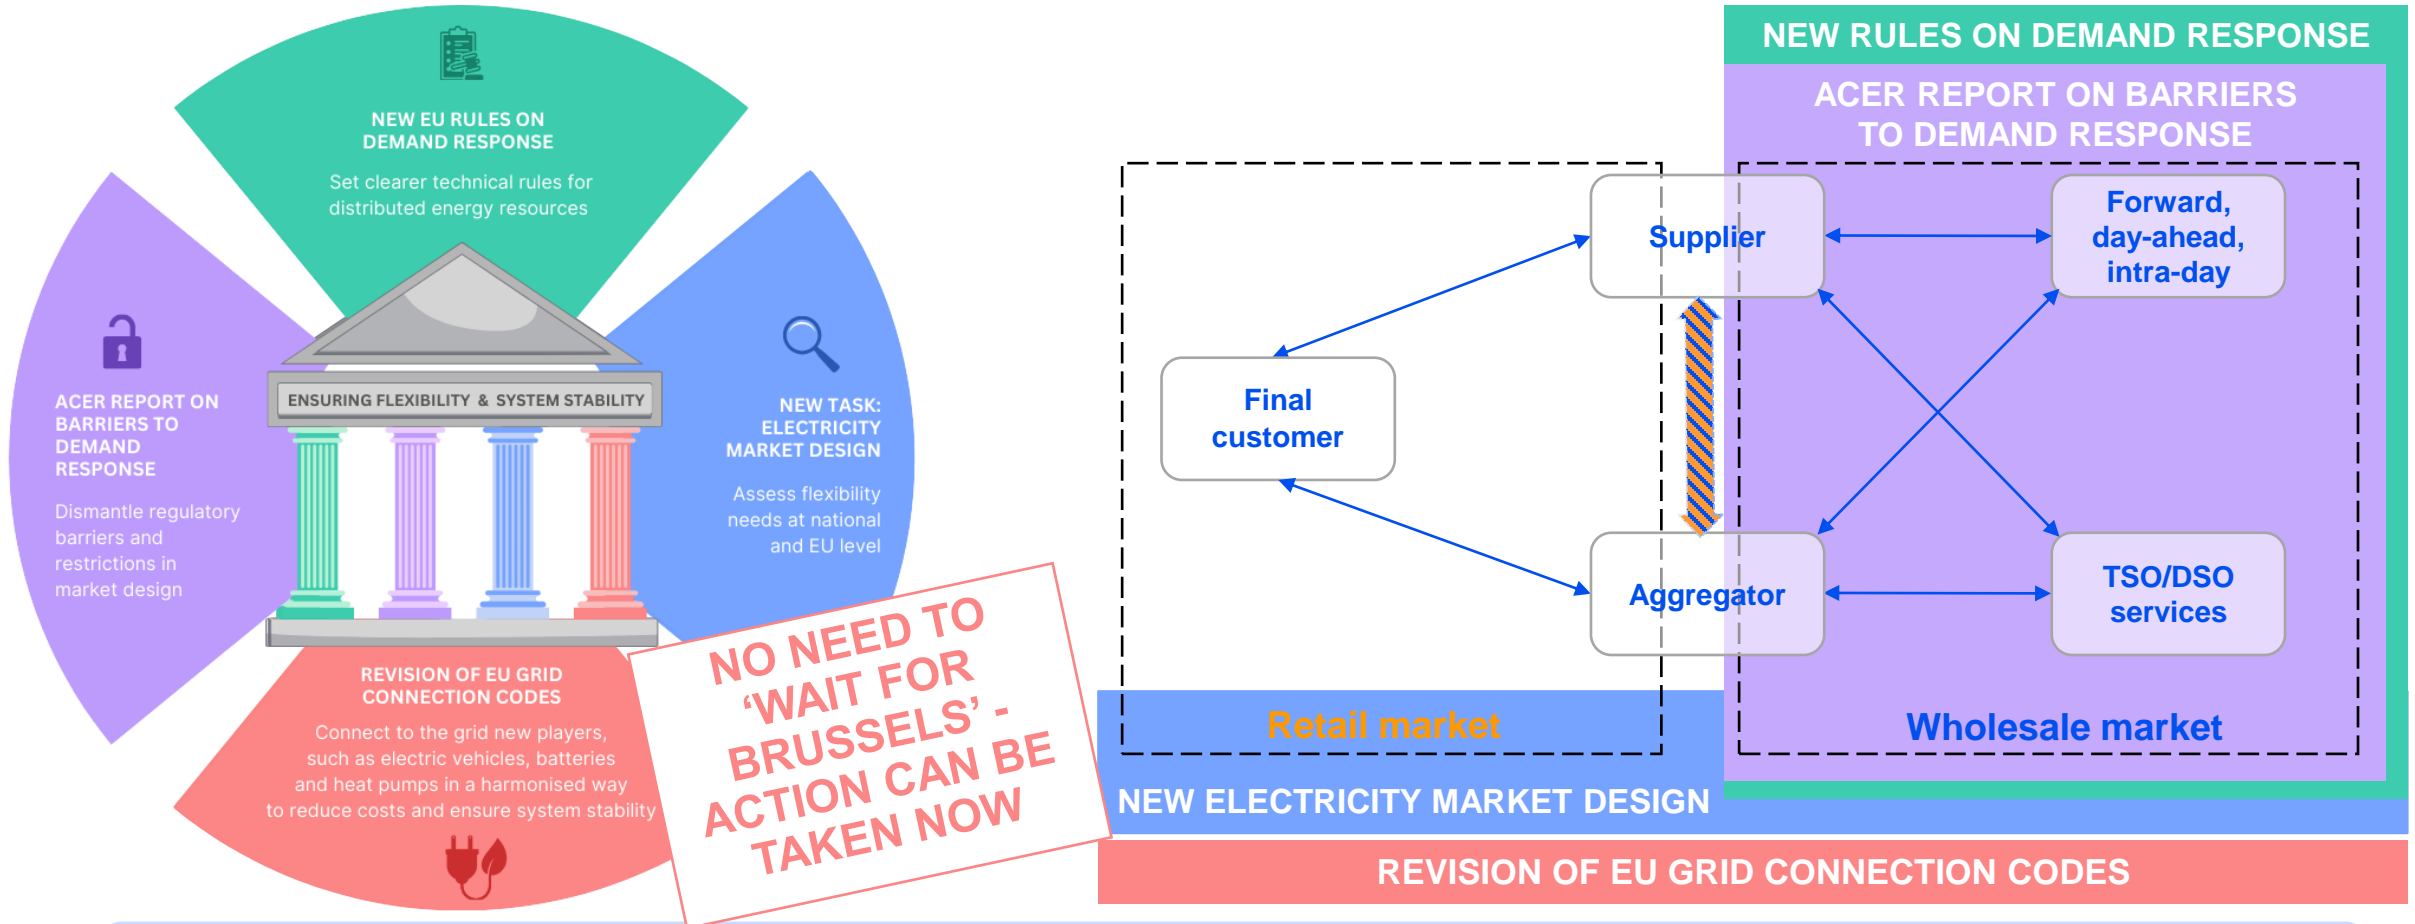 NEW EU RULES ON
DEMAND RESPONSE
Set clearer technical rules for
distributed energy resources
ACER REPORT ON
BARRIERS TO
DEMAND
RESPONSE
Dismantle regulatory
barriers and
restrictions in
market design
ENSURING FLEXIBILITY & SYSTEM STABILITY
NEW TASK:
ELECTRICITY
MARKET DESIGN
Assess flexibility
needs at national
and EU level
REVISION OF EU GRID
CONNECTION CODES
Connect to the grid new players,
such as electric vehicles, batteries
and heat pumps in a harmonised way
to reduce costs and ensure system stability
NO NEED TO
‘WAIT FOR
BRUSSELS’ -
ACTION CAN BE
TAKEN NOW
NEW RULES ON DEMAND RESPONSE
ACER REPORT ON BARRIERS
TO DEMAND RESPONSE
Supplier
Forward,
day-ahead,
intra-day
Final
customer
Aggregator
TSO/DSO
services
Retail market
Wholesale market
NEW ELECTRICITY MARKET DESIGN
REVISION OF EU GRID CONNECTION CODES